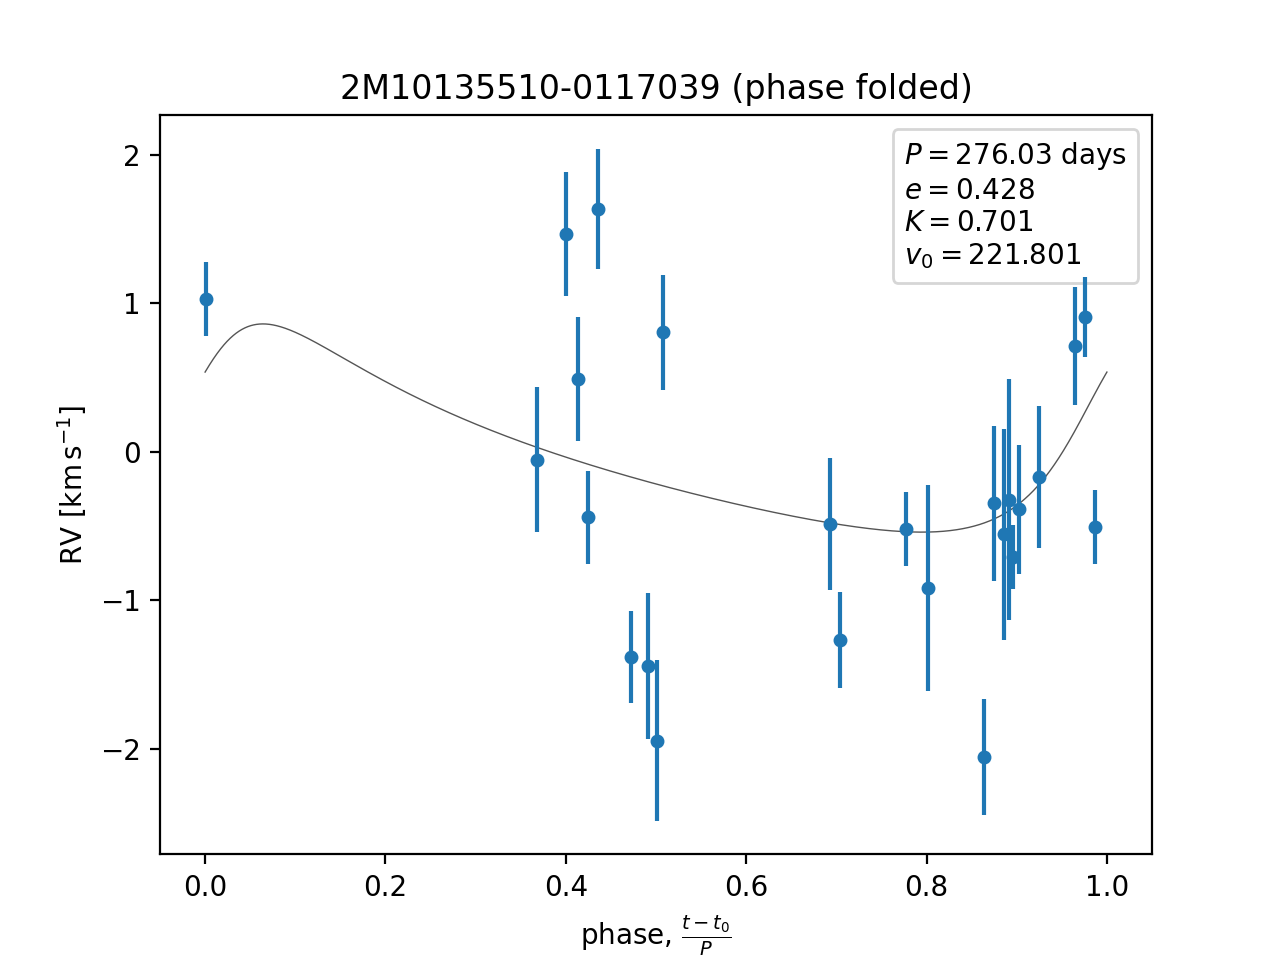 2M10135510-0117039 (phase folded)
P = 276.03 days
e = 0.428
K = 0.701
v₀ = 221.801
2
1
0
−1
−2
RV [km s⁻¹]
0.0 0.2 0.4 0.6 0.8 1.0
phase, (t − t₀)/P